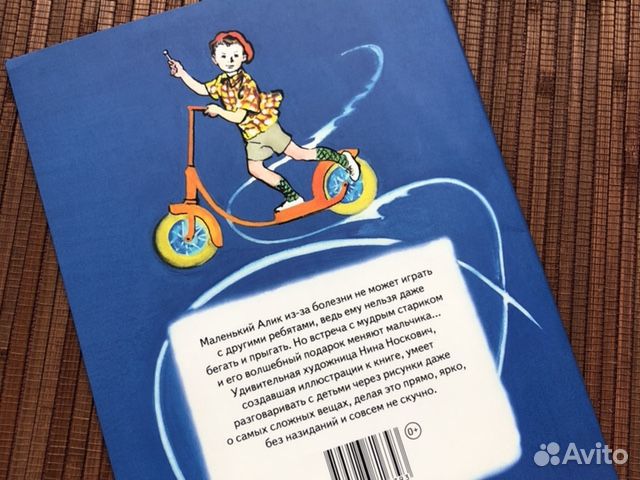 Маленький Алик из-за болезни не может играть
с другими ребятами, ведь ему нельзя даже
бегать и прыгать. Но встреча с мудрым стариком
и его волшебный подарок меняют мальчика...
Удивительная художница Нина Носкович,
создавшая иллюстрации к книге, умеет
разговаривать с детьми через рисунки даже
о самых сложных вещах, делая это прямо, ярко,
без назиданий и совсем не скучно.
0+
Avito